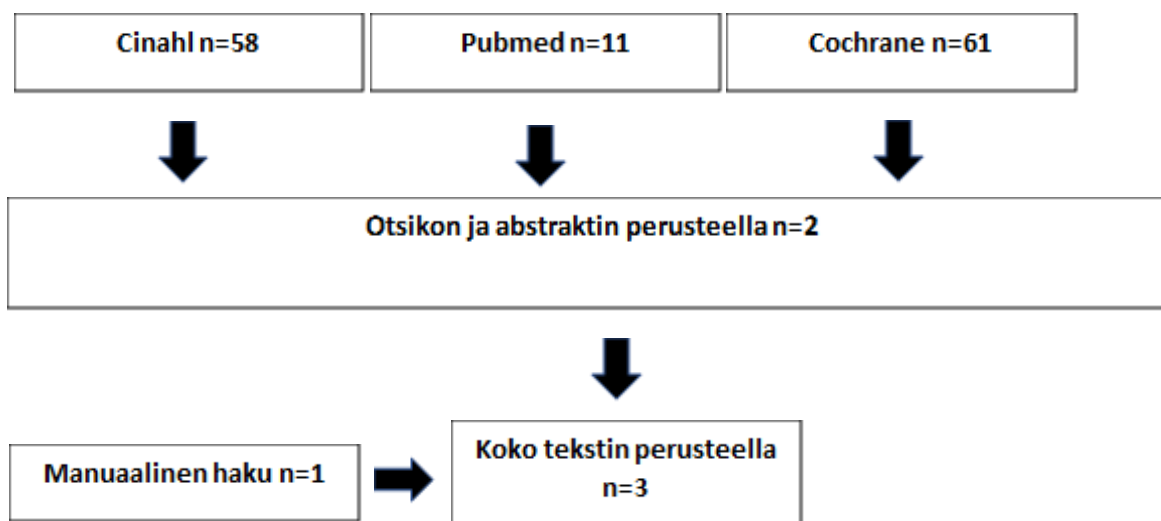 Cinahl n=58
Pubmed n=11
Cochrane n=61
Otsikon ja abstraktin perusteella n=2
Manuaalinen haku n=1
Koko tekstin perusteella
n=3